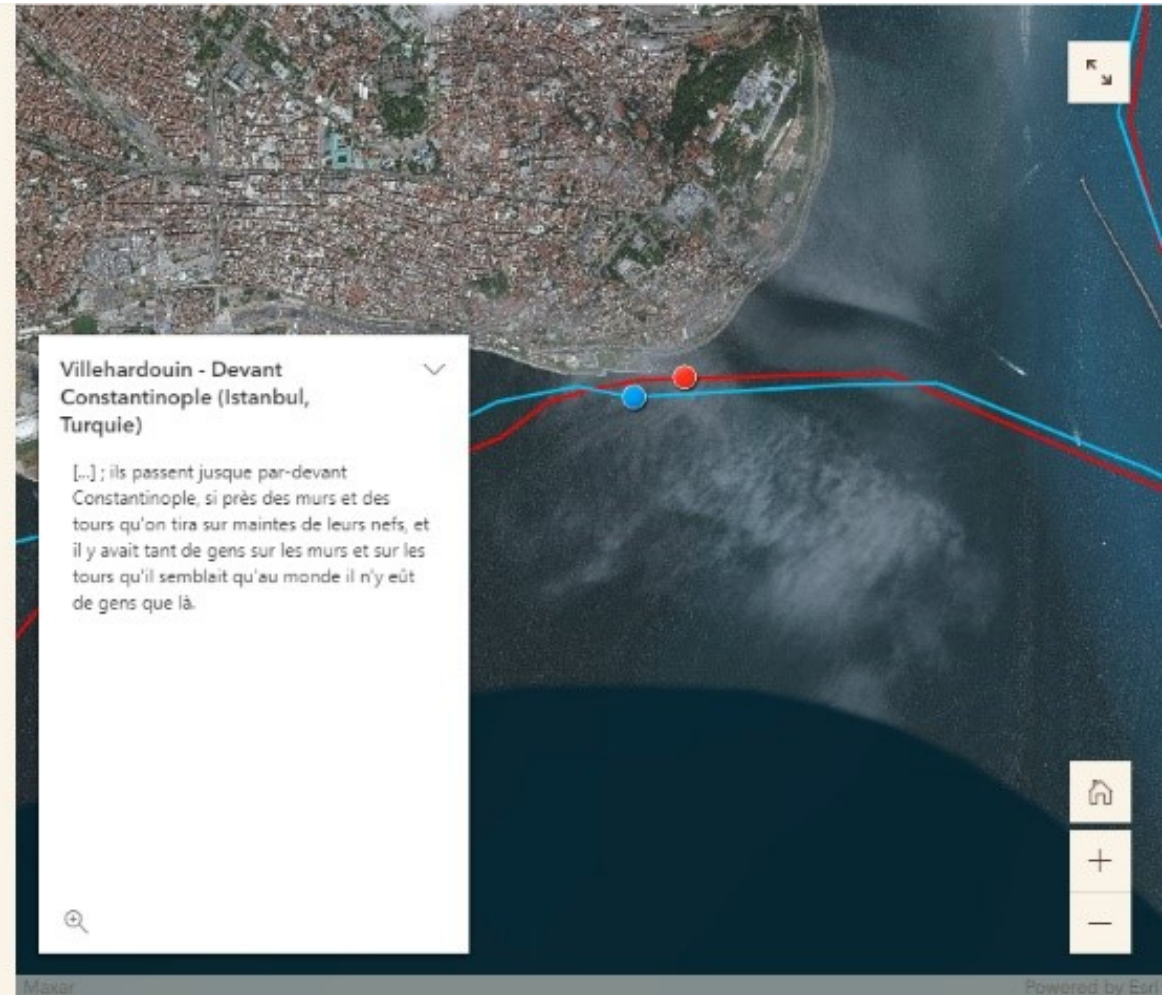 Villehardouin - Devant
Constantinople (Istanbul,
Turquie)
[...] ; ils passent jusque par-devant
Constantinople, si près des murs et des
tours qu'on tira sur maintes de leurs nefs, et
il y avait tant de gens sur les murs et sur les
tours qu'il semblait qu'au monde il n'y eût
de gens que là.
Maxar
Powered by Esri